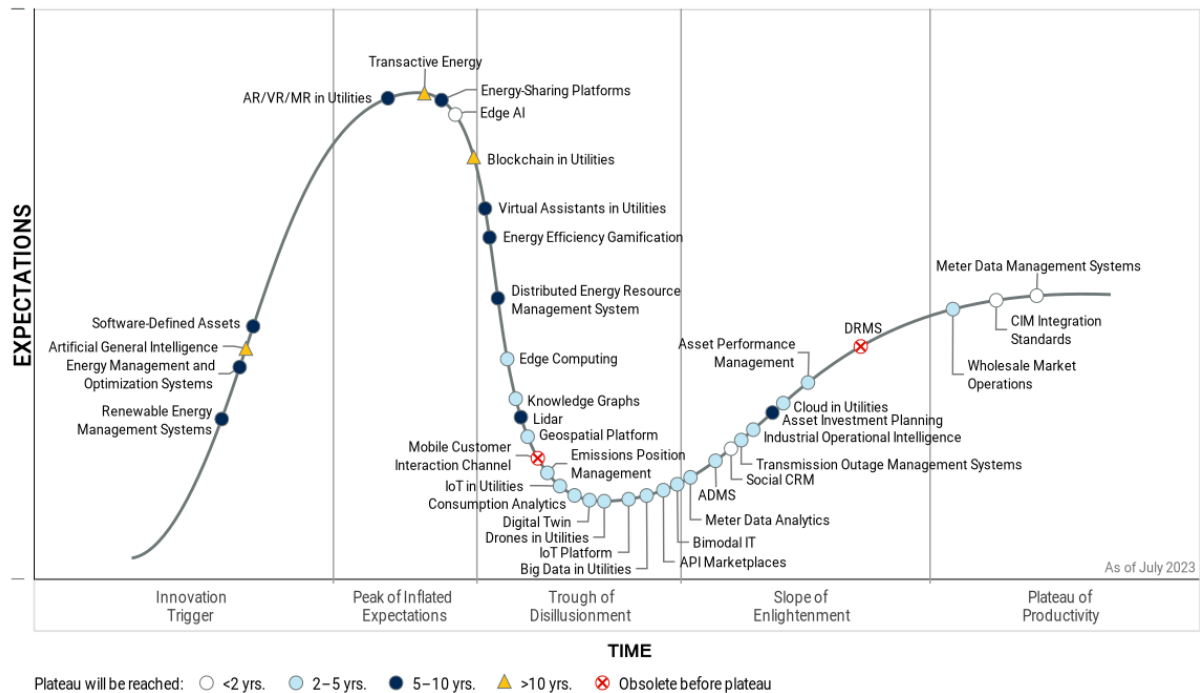 EXPECTATIONS
Transactive Energy
AR/VR/MR in Utilities
Energy-Sharing Platforms
Edge AI
Blockchain in Utilities
Virtual Assistants in Utilities
Energy Efficiency Gamification
Distributed Energy Resource
Management System
Software-Defined Assets
Artificial General Intelligence
Energy Management and
Optimization Systems
Renewable Energy
Management Systems
Edge Computing
Knowledge Graphs
Lidar
Geospatial Platform
Mobile Customer
Interaction Channel
Emissions Position
Management
IoT in Utilities
Consumption Analytics
Digital Twin
Drones in Utilities
IoT Platform
Big Data in Utilities
API Marketplaces
Bimodal IT
Meter Data Analytics
ADMS
Social CRM
Transmission Outage Management Systems
Industrial Operational Intelligence
Asset Investment Planning
Cloud in Utilities
Asset Performance
Management
DRMS
Meter Data Management Systems
CIM Integration
Standards
Wholesale Market
Operations
As of July 2023
Innovation
Trigger
Peak of Inflated
Expectations
Trough of
Disillusionment
Slope of
Enlightenment
Plateau of
Productivity
TIME
Plateau will be reached: <2 yrs. 2–5 yrs. 5–10 yrs. >10 yrs. Obsolete before plateau